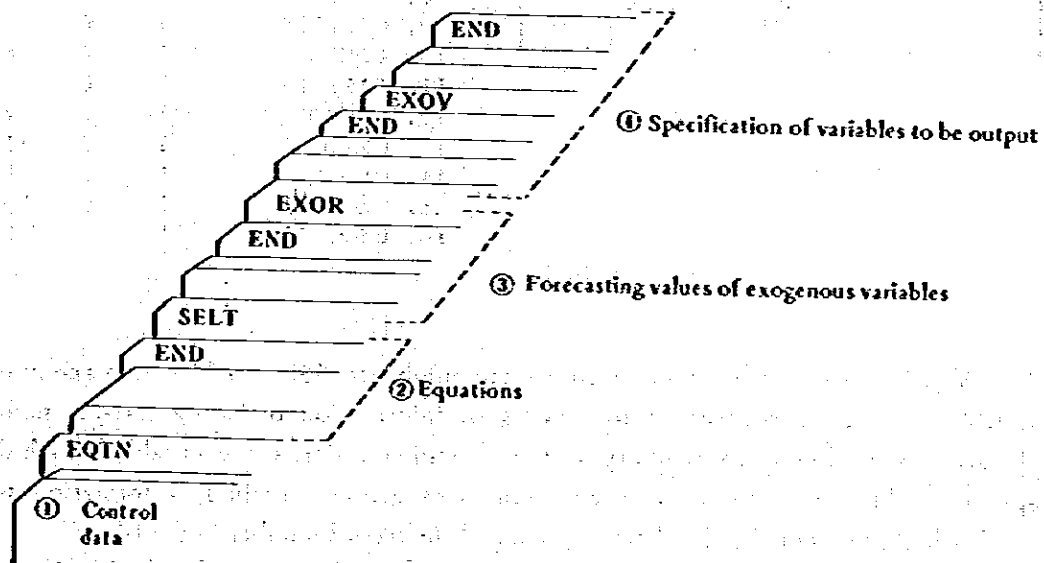 END
EXOV
END
④ Specification of variables to be output
EXOR
END
③ Forecasting values of exogenous variables
SELT
END
② Equations
EQTN
① Control
data